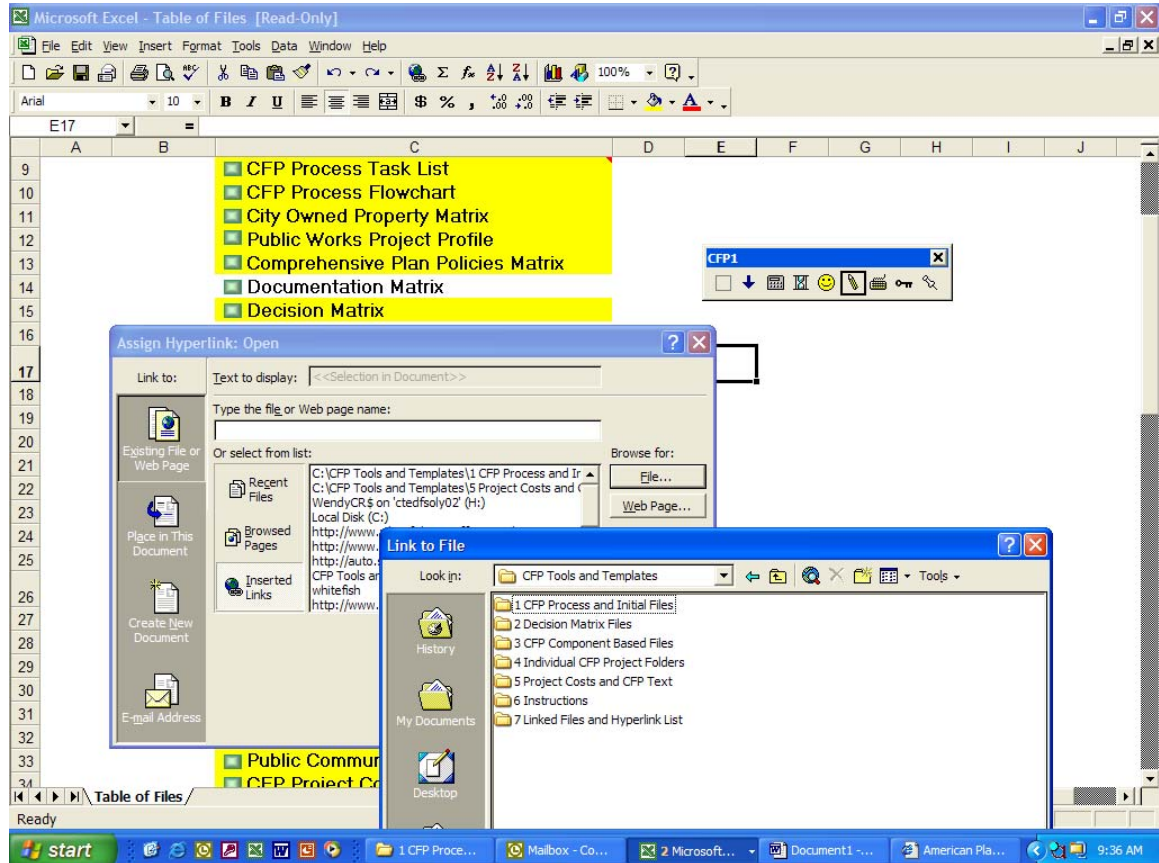 Microsoft Excel - Table of Files [Read-Only]
File Edit View Insert Format Tools Data Window Help
100%
Arial 10 B I U $ % ,
E17 =
A B C D E F G H I J
9 CFP Process Task List
10 CFP Process Flowchart
11 City Owned Property Matrix
12 Public Works Project Profile
13 Comprehensive Plan Policies Matrix
CFP1
14 Documentation Matrix
15 Decision Matrix
16
17
18
19
20
21
22
23
24
25
26
27
28
29
30
31
32
Assign Hyperlink: Open
Link to:
Text to display: <<Selection in Document>>
Type the file or Web page name:
Existing File or
Web Page
Place in This
Document
Create New
Document
E-mail Address
Or select from list:
Recent
Files
Browsed
Pages
Inserted
Links
C:\CFP Tools and Templates\1 CFP Process and Ir
C:\CFP Tools and Templates\5 Project Costs and
WendyCR$ on 'ctedfsoly02' (H:)
Local Disk (C:)
http://www.
http://www.
http://auto.
CFP Tools ar
whitefish
http://www.
Browse for:
File...
Web Page...
Link to File
Look in: CFP Tools and Templates Tools
History
My Documents
Desktop
1 CFP Process and Initial Files
2 Decision Matrix Files
3 CFP Component Based Files
4 Individual CFP Project Folders
5 Project Costs and CFP Text
6 Instructions
7 Linked Files and Hyperlink List
33 Public Commur
34 CFP Project Co
Table of Files
Ready
start 1 CFP Proce... Mailbox - Co... 2 Microsoft... Document1 -... American Pla... 9:36 AM